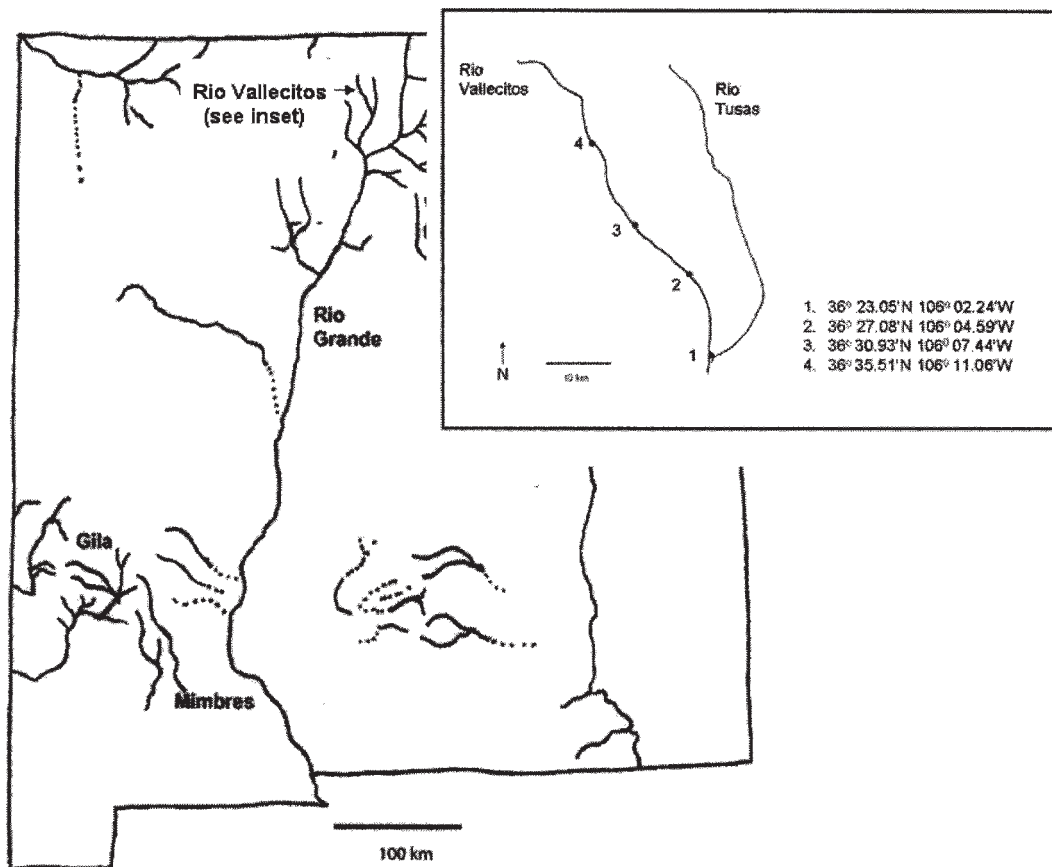 Rio Vallecitos
(see inset)
Rio
Grande
Gila
Mimbres
100 km
Rio
Vallecitos
Rio
Tusas
4
3
2
1
N
10 km
1. 36° 23.05'N 106° 02.24'W
2. 36° 27.08'N 106° 04.59'W
3. 36° 30.93'N 106° 07.44'W
4. 36° 35.51'N 106° 11.06'W